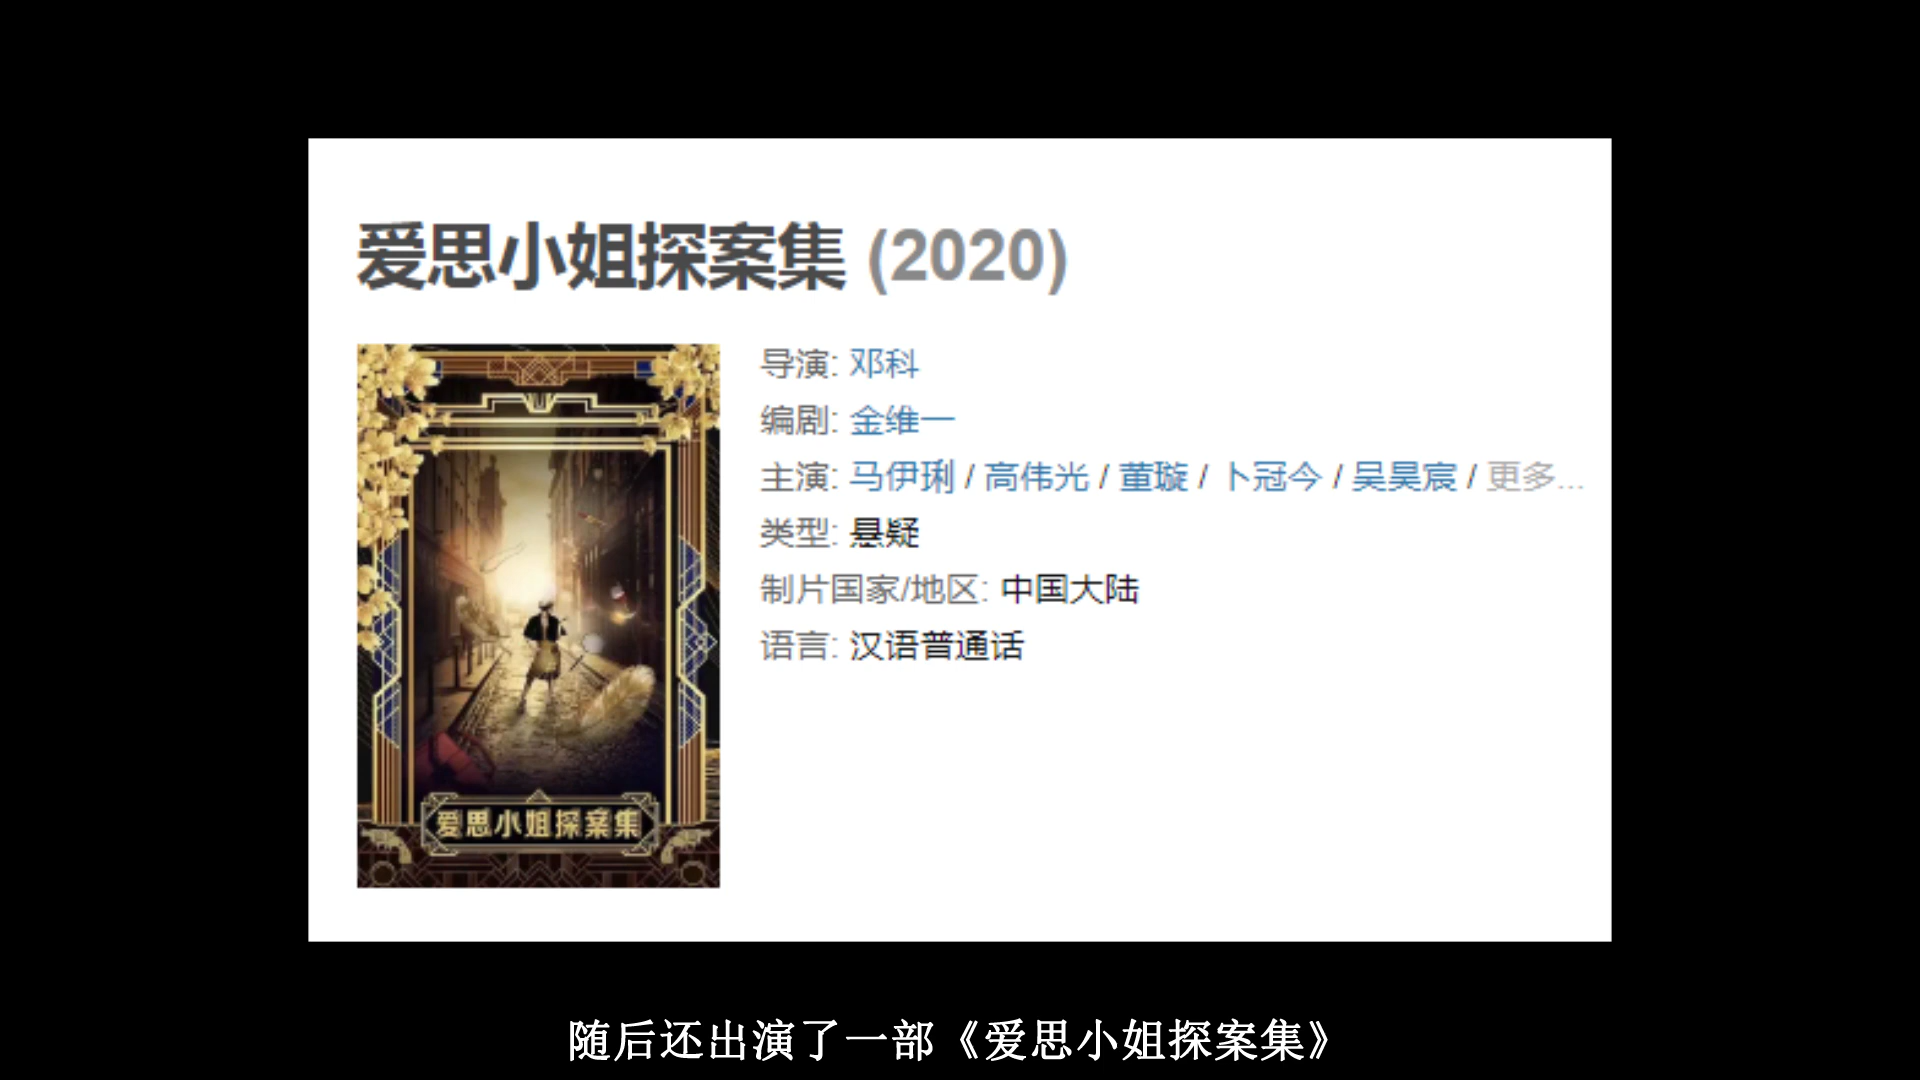 爱思小姐探案集 (2020)
导演: 邓科
编剧: 金维一
主演: 马伊琍 / 高伟光 / 董璇 / 卜冠今 / 吴昊宸 / 更多...
类型: 悬疑
制片国家/地区: 中国大陆
语言: 汉语普通话
爱思小姐探案集
随后还出演了一部《爱思小姐探案集》